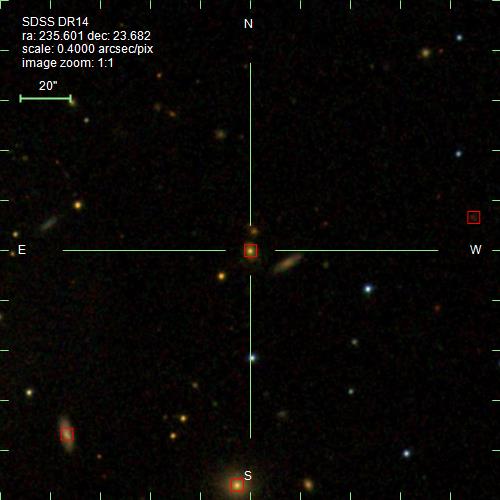 SDSS DR14
ra: 235.601 dec: 23.682
scale: 0.4000 arcsec/pix
image zoom: 1:1
20"
N
E
W
S